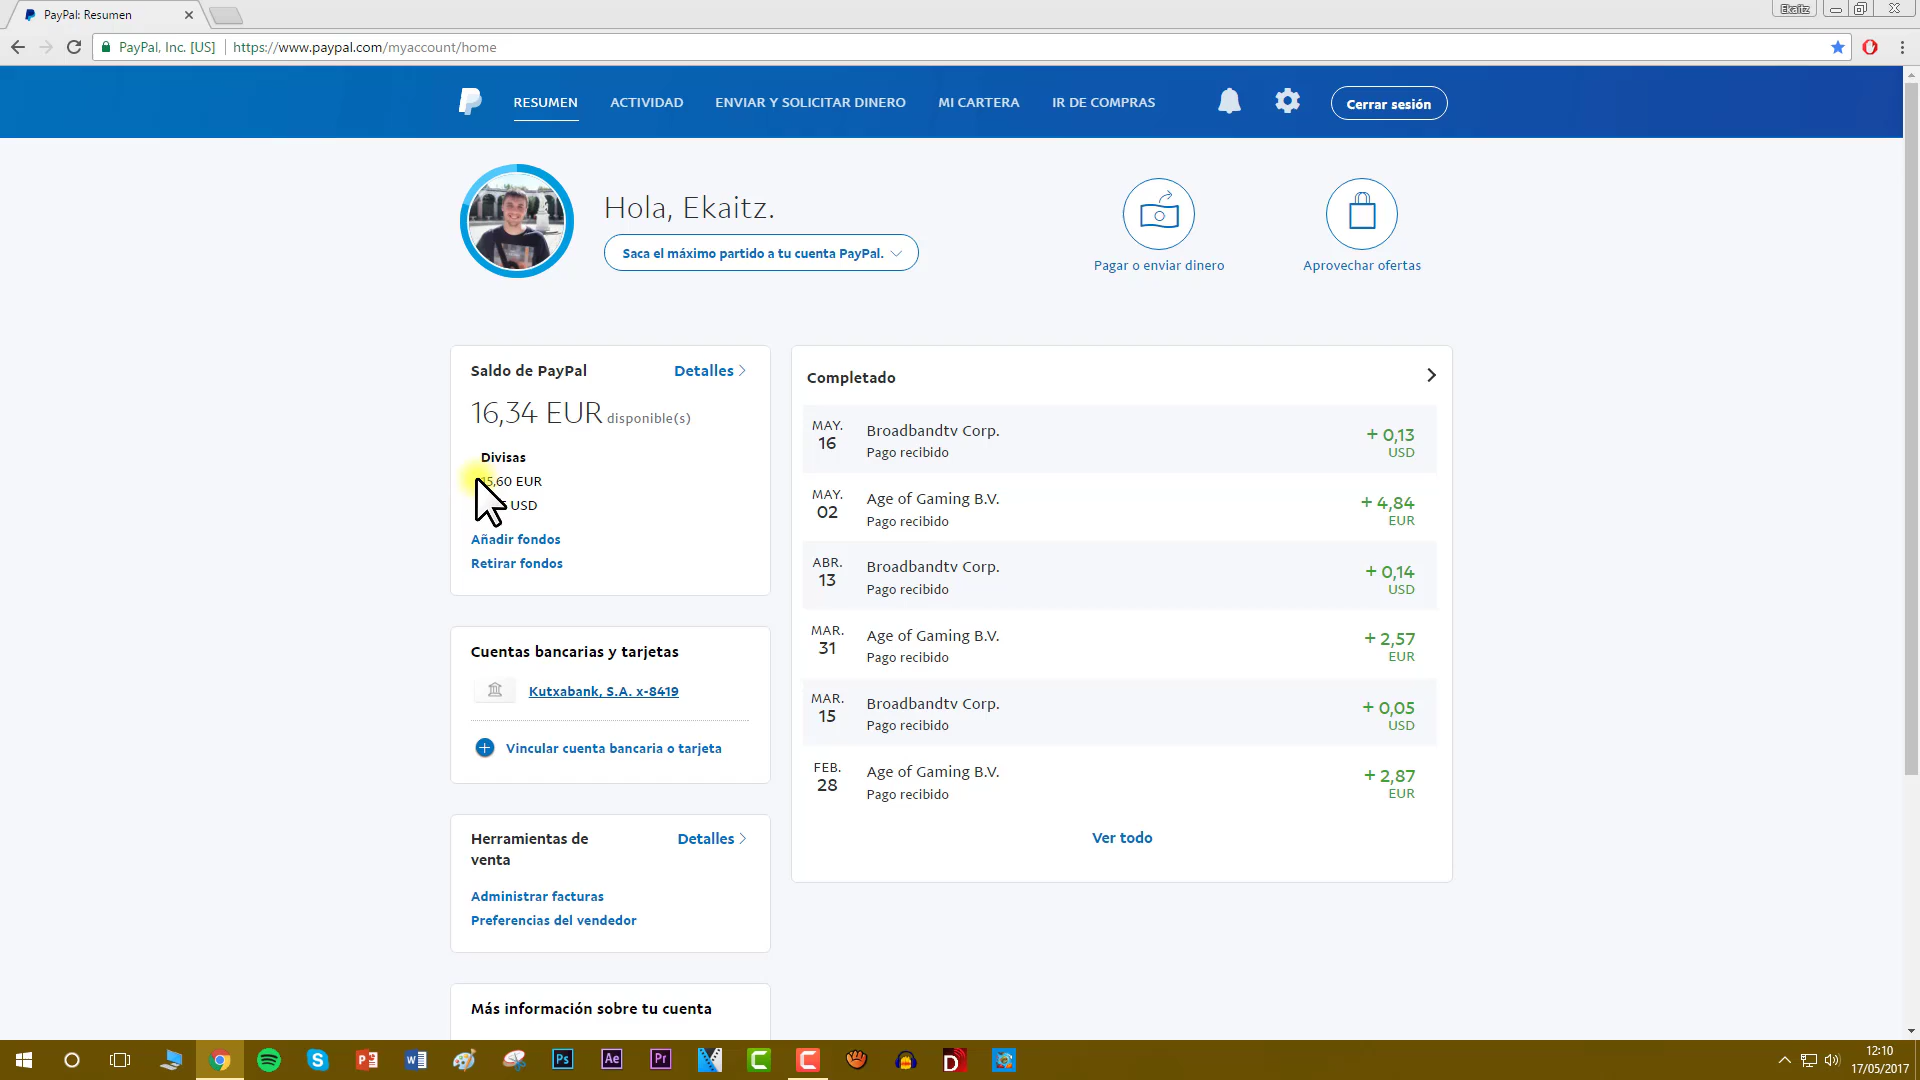 PayPal: Resumen
Ekaitz
PayPal, Inc. [US]
https://www.paypal.com/myaccount/home
RESUMEN
ACTIVIDAD
ENVIAR Y SOLICITAR DINERO
MI CARTERA
IR DE COMPRAS
Cerrar sesión
Hola, Ekaitz.
Saca el máximo partido a tu cuenta PayPal.
Pagar o enviar dinero
Aprovechar ofertas
Saldo de PayPal
Detalles
16,34 EUR disponible(s)
Divisas
15,60 EUR
USD
Añadir fondos
Retirar fondos
Cuentas bancarias y tarjetas
Kutxabank, S.A. x-8419
Vincular cuenta bancaria o tarjeta
Herramientas de
venta
Detalles
Administrar facturas
Preferencias del vendedor
Más información sobre tu cuenta
Completado
MAY.
16
Broadbandtv Corp.
Pago recibido
+ 0,13
USD
MAY.
02
Age of Gaming B.V.
Pago recibido
+ 4,84
EUR
ABR.
13
Broadbandtv Corp.
Pago recibido
+ 0,14
USD
MAR.
31
Age of Gaming B.V.
Pago recibido
+ 2,57
EUR
MAR.
15
Broadbandtv Corp.
Pago recibido
+ 0,05
USD
FEB.
28
Age of Gaming B.V.
Pago recibido
+ 2,87
EUR
Ver todo
Ps
Ae
Pr
12:10
17/05/2017